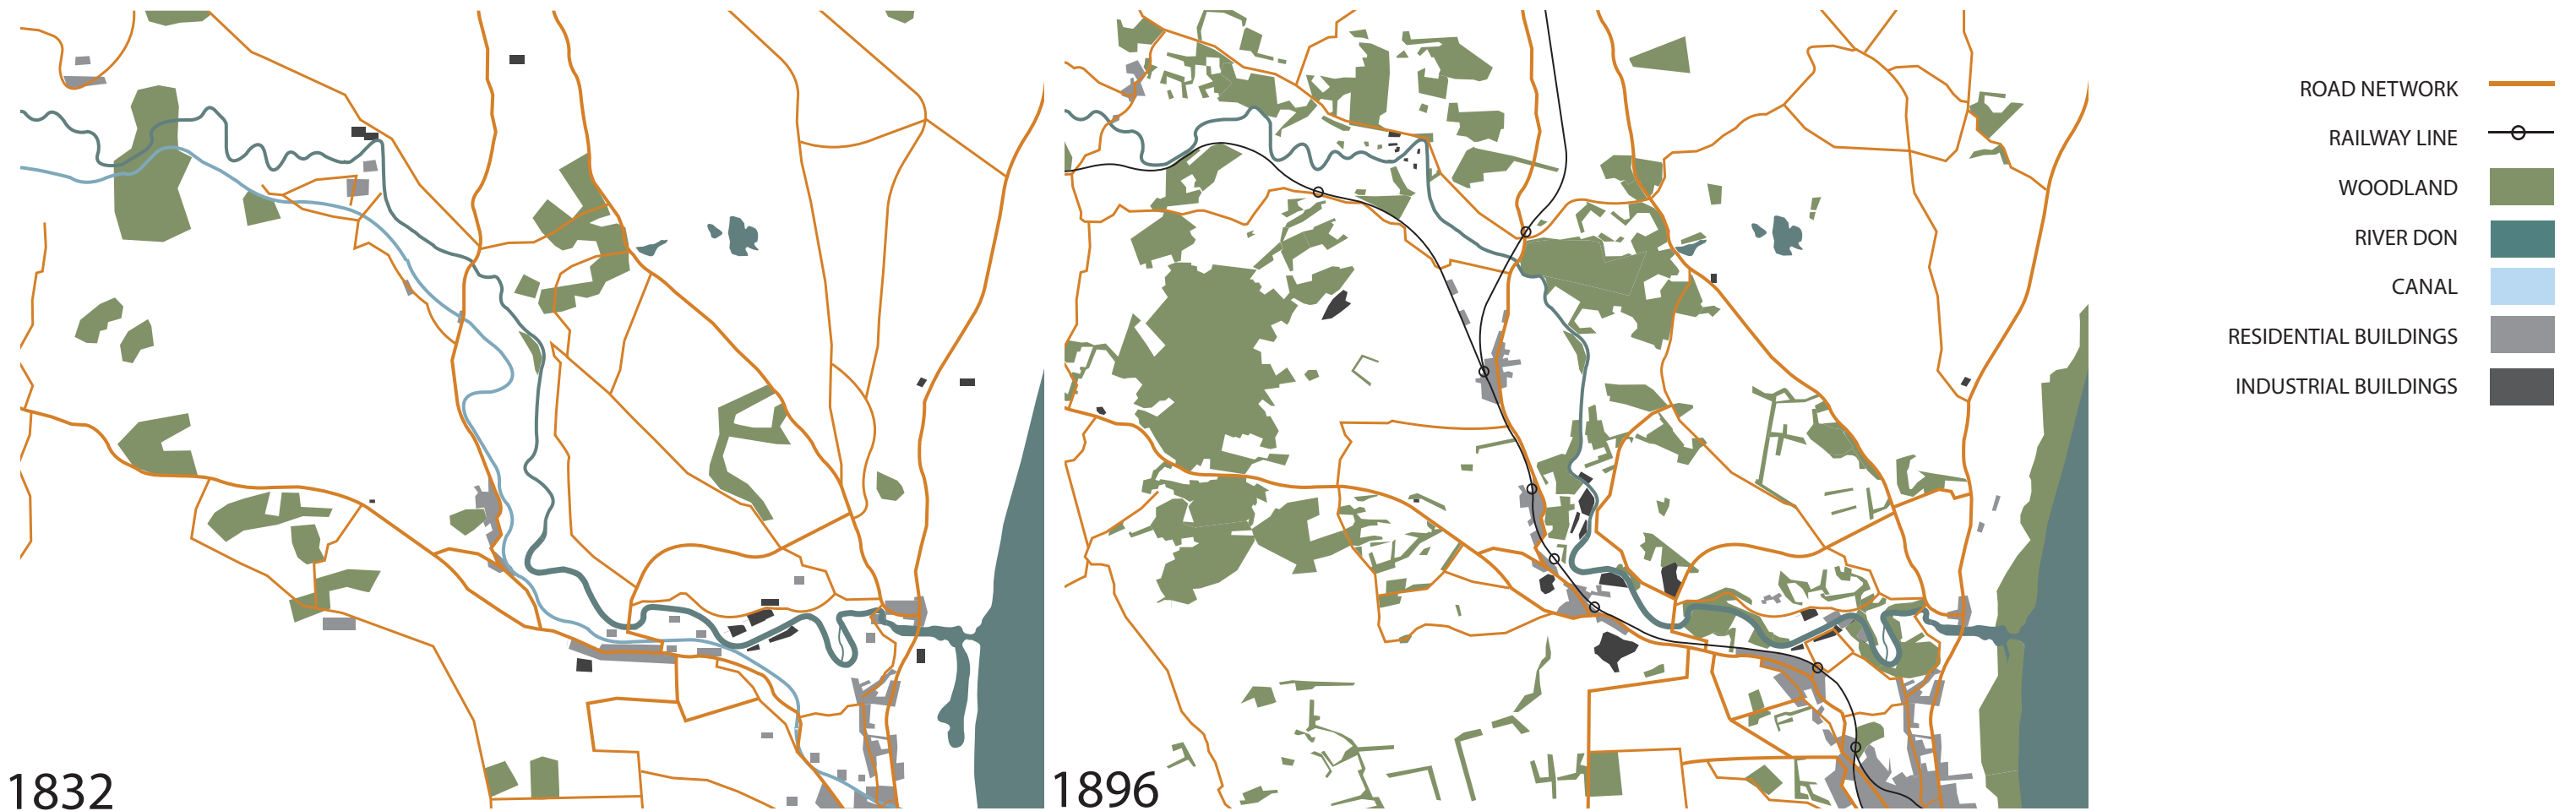 1832
1896
ROAD NETWORK
RAILWAY LINE
WOODLAND
RIVER DON
CANAL
RESIDENTIAL BUILDINGS
INDUSTRIAL BUILDINGS